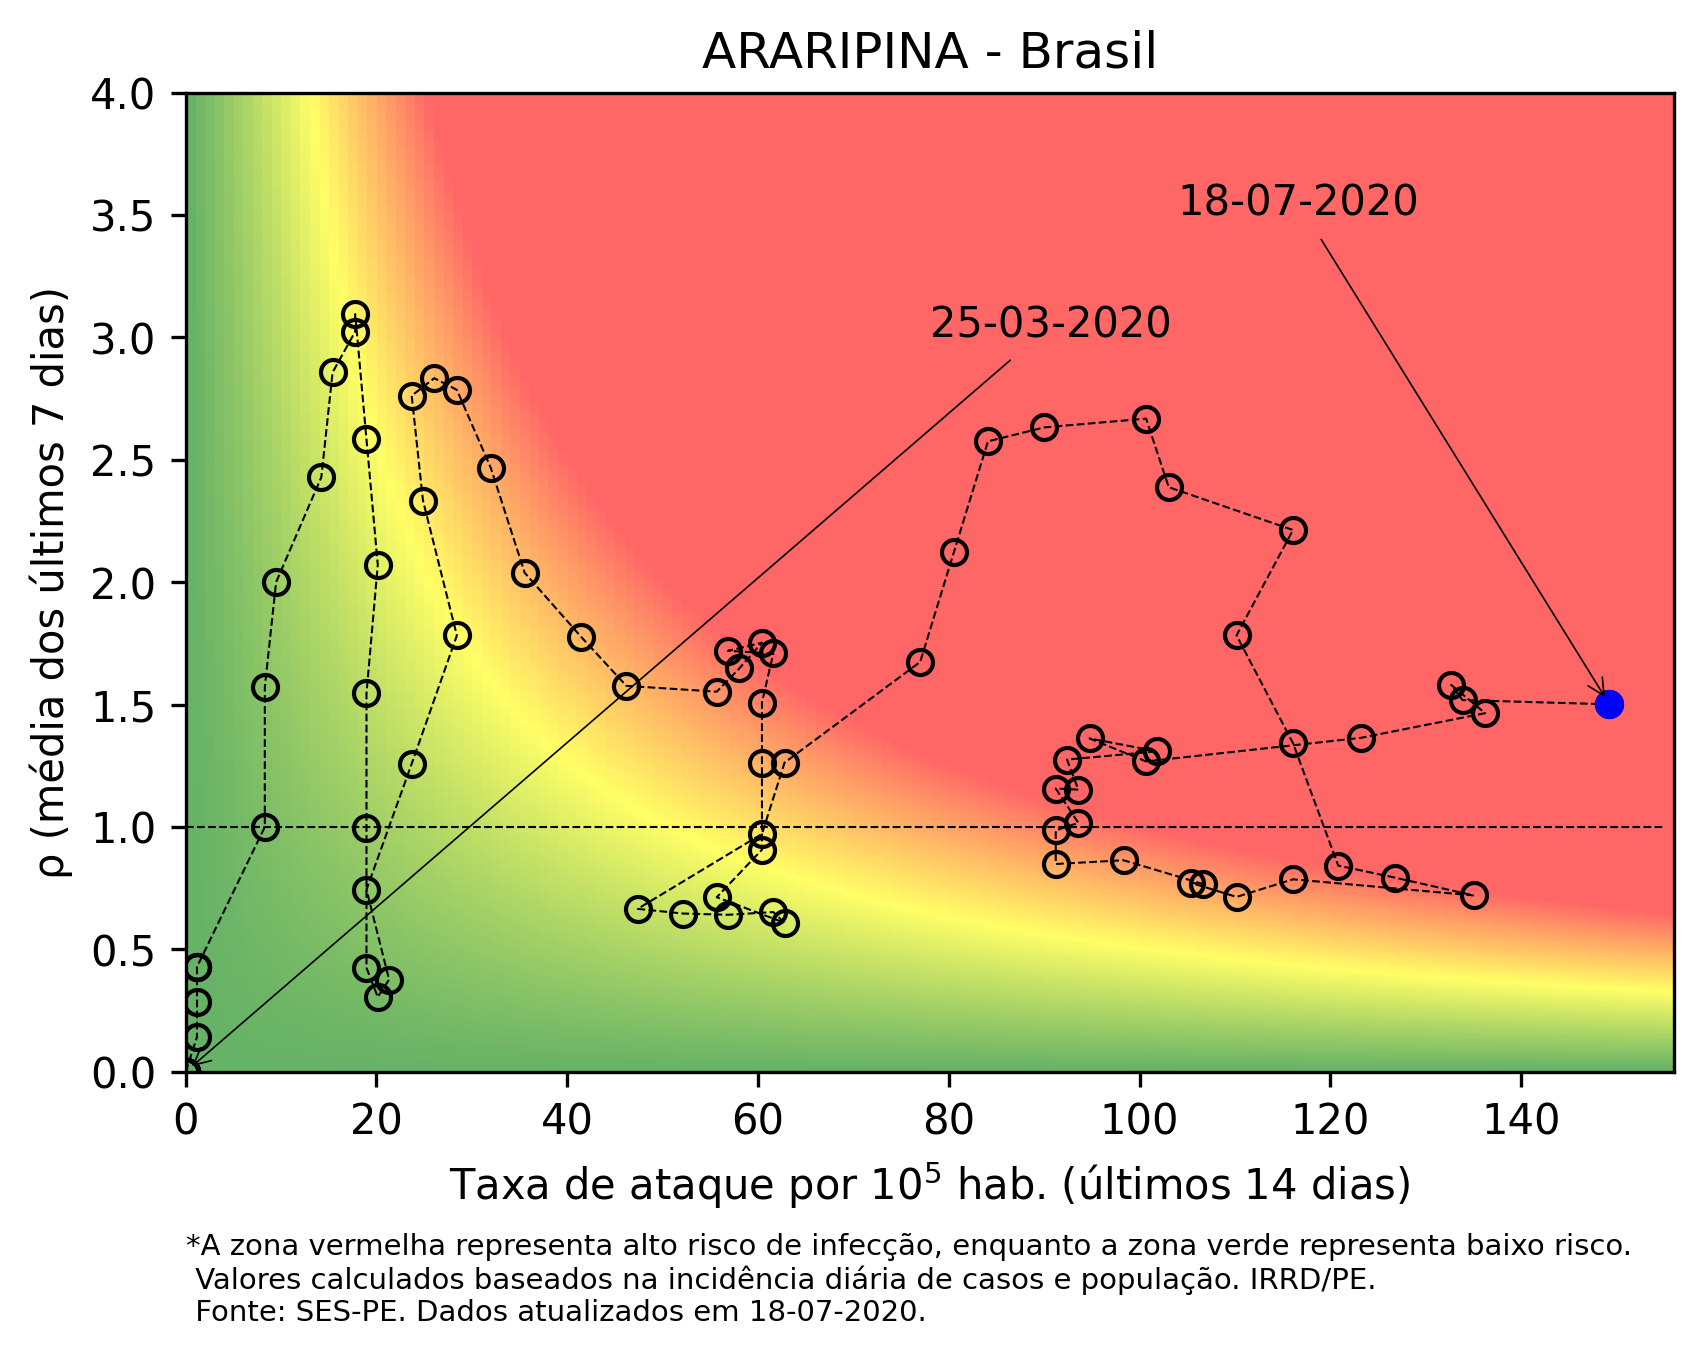 ARARIPINA - Brasil
4.0
3.5
3.0
2.5
2.0
1.5
1.0
0.5
0.0
ρ (média dos últimos 7 dias)
18-07-2020
25-03-2020
0 20 40 60 80 100 120 140
Taxa de ataque por 10⁵ hab. (últimos 14 dias)
*A zona vermelha representa alto risco de infecção, enquanto a zona verde representa baixo risco.
Valores calculados baseados na incidência diária de casos e população. IRRD/PE.
Fonte: SES-PE. Dados atualizados em 18-07-2020.